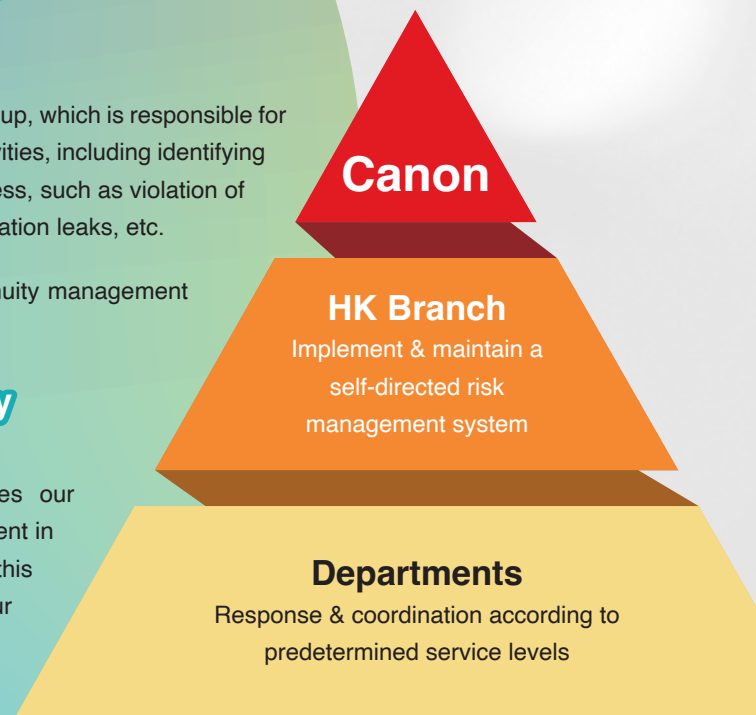 up, which is responsible for
vities, including identifying
ess, such as violation of
ation leaks, etc.
nuity management
y
es our
ent in
this
ur
Canon
HK Branch
Implement & maintain a
self-directed risk
management system
Departments
Response & coordination according to
predetermined service levels